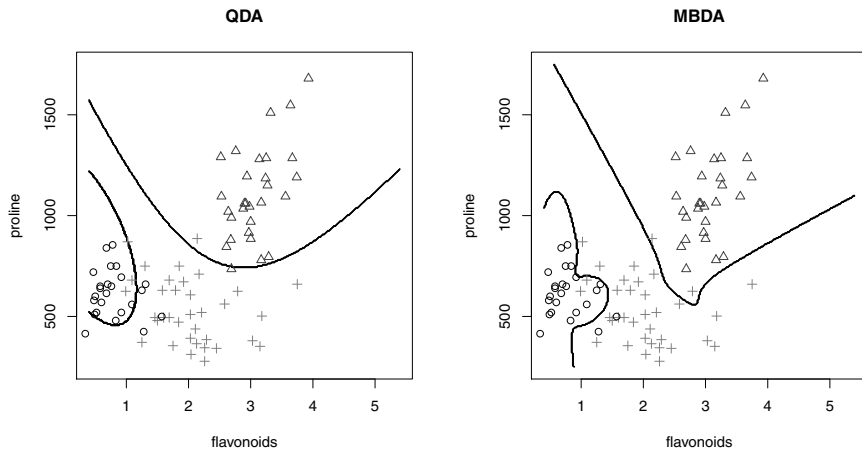 QDA
1500
1000
500
proline
1 2 3 4 5
flavonoids
MBDA
1500
1000
500
proline
1 2 3 4 5
flavonoids